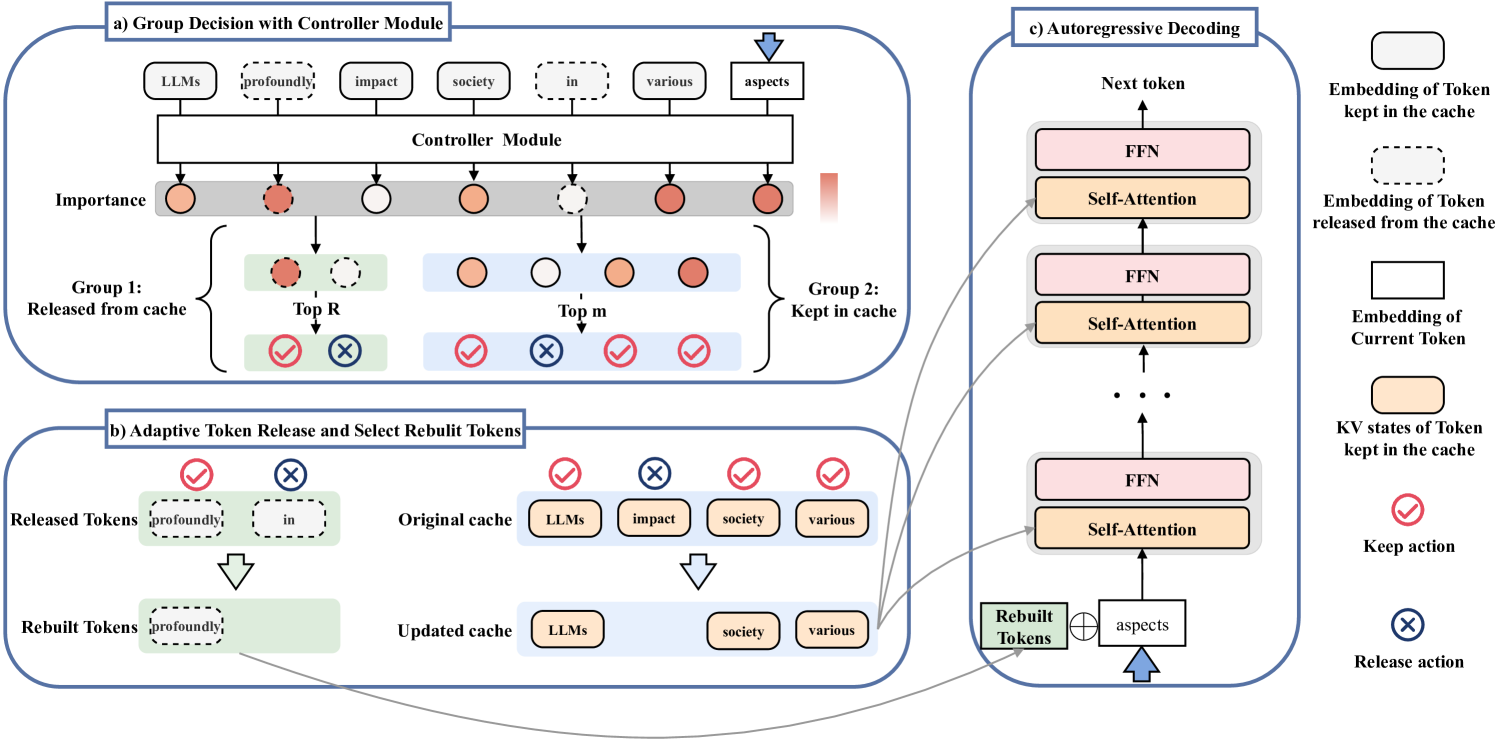 a) Group Decision with Controller Module
LLMs
profoundly
impact
society
in
various
aspects
Controller Module
Importance
Group 1:
Released from cache
Top R
Top m
Group 2:
Kept in cache
b) Adaptive Token Release and Select Rebulit Tokens
Released Tokens
profoundly
in
Original cache
LLMs
impact
society
various
Rebuilt Tokens
profoundly
Updated cache
LLMs
society
various
c) Autoregressive Decoding
Next token
FFN
Self-Attention
FFN
Self-Attention
FFN
Self-Attention
Rebuilt
Tokens
aspects
Embedding of Token
kept in the cache
Embedding of Token
released from the cache
Embedding of
Current Token
KV states of Token
kept in the cache
Keep action
Release action